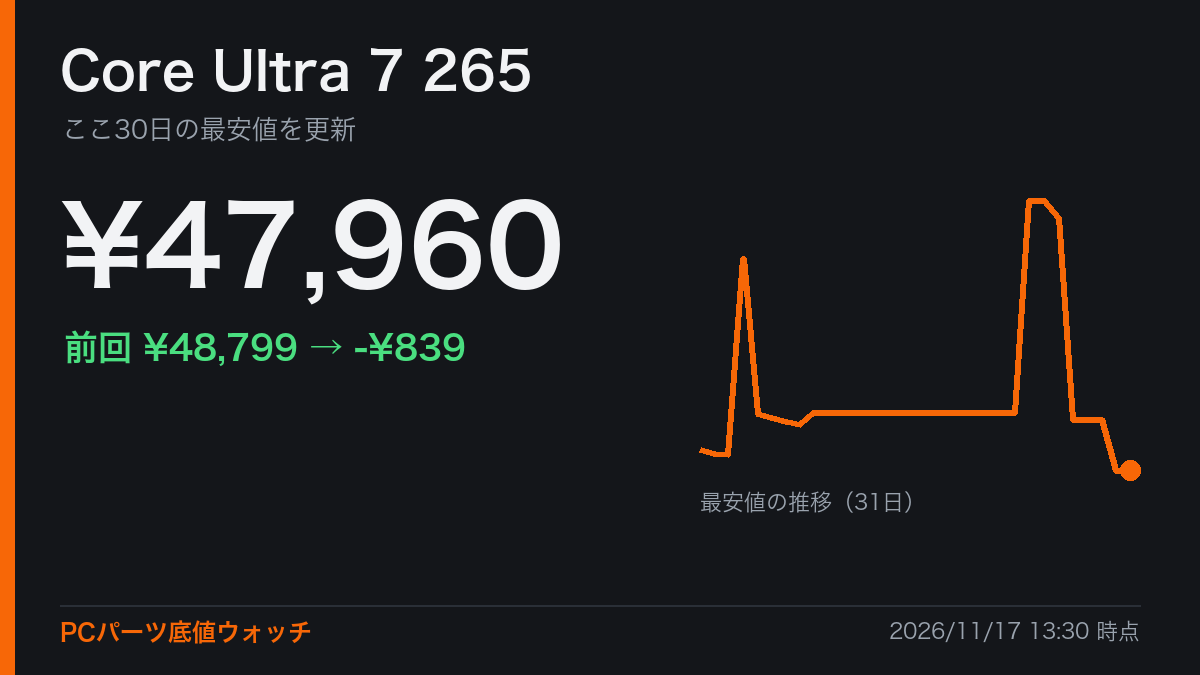 Core Ultra 7 265
ここ30日の最安値を更新
¥47,960
前回 ¥48,799 → -¥839
最安値の推移（31日）
PCパーツ底値ウォッチ
2026/11/17 13:30 時点